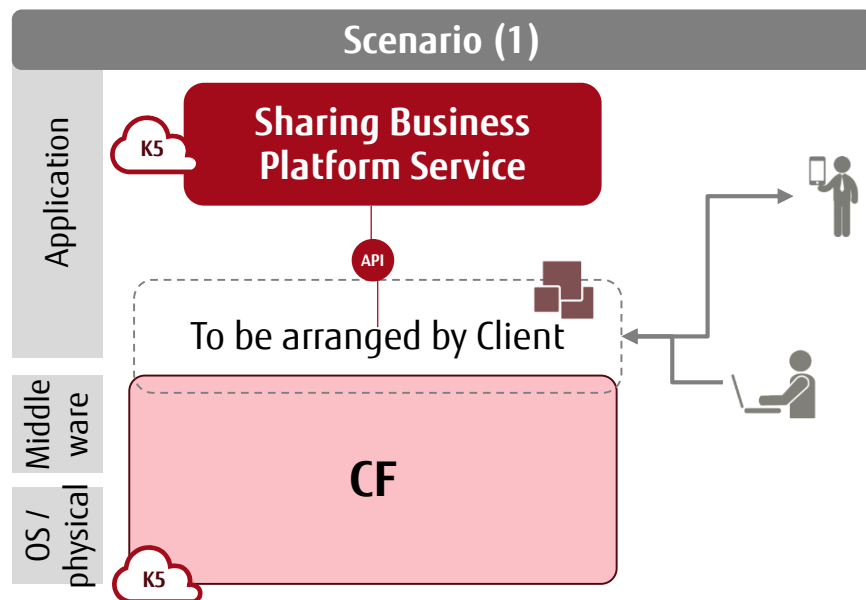 Scenario (1)
Application
K5
Sharing Business
Platform Service
API
To be arranged by Client
Middle
ware
CF
OS /
physical
K5